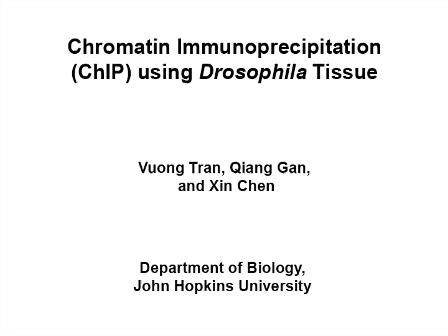 Chromatin Immunoprecipitation
(ChIP) using Drosophila Tissue
Vuong Tran, Qiang Gan,
and Xin Chen
Department of Biology,
John Hopkins University